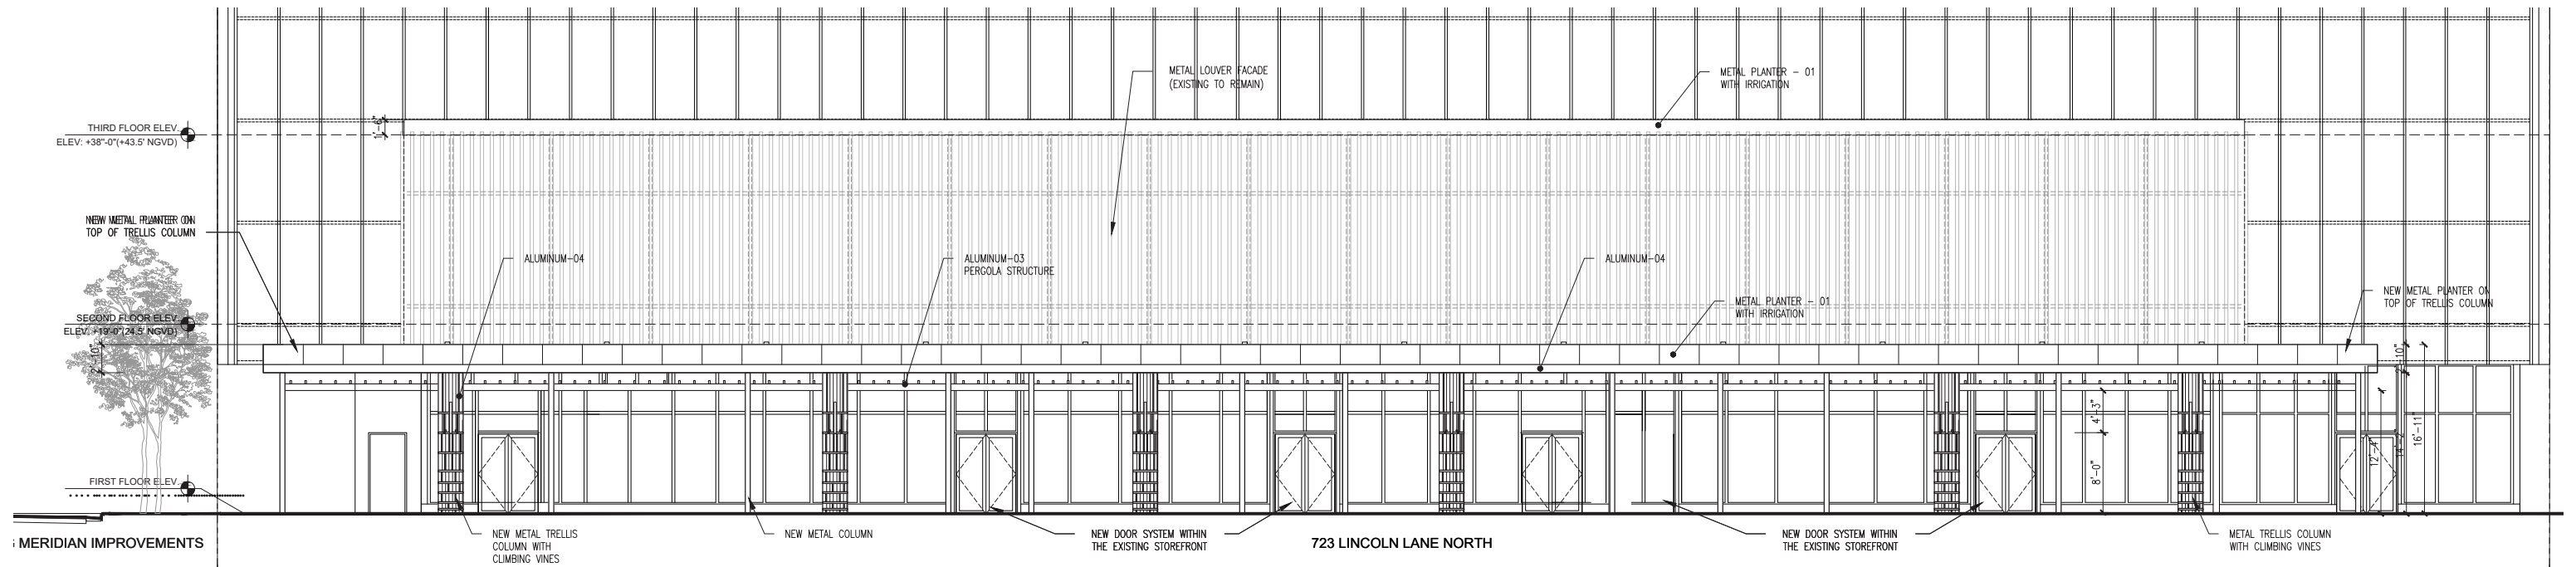 METAL LOUVER FACADE
(EXISTING TO REMAIN)
METAL PLANTER - 01
WITH IRRIGATION
1'-6"
THIRD FLOOR ELEV.
ELEV: +38"-0"(+43.5' NGVD)
NEW METAL PLANTER ON
TOP OF TRELLIS COLUMN
ALUMINUM-04
ALUMINUM-03
PERGOLA STRUCTURE
ALUMINUM-04
METAL PLANTER - 01
WITH IRRIGATION
NEW METAL PLANTER ON
TOP OF TRELLIS COLUMN
SECOND FLOOR ELEV.
ELEV: +19'-0"(24.5' NGVD)
2'-10"
2'-10"
4'-3"
8'-0"
12'-4"
14'-2"
16'-11"
FIRST FLOOR ELEV.
MERIDIAN IMPROVEMENTS
NEW METAL TRELLIS
COLUMN WITH
CLIMBING VINES
NEW METAL COLUMN
NEW DOOR SYSTEM WITHIN
THE EXISTING STOREFRONT
723 LINCOLN LANE NORTH
NEW DOOR SYSTEM WITHIN
THE EXISTING STOREFRONT
METAL TRELLIS COLUMN
WITH CLIMBING VINES